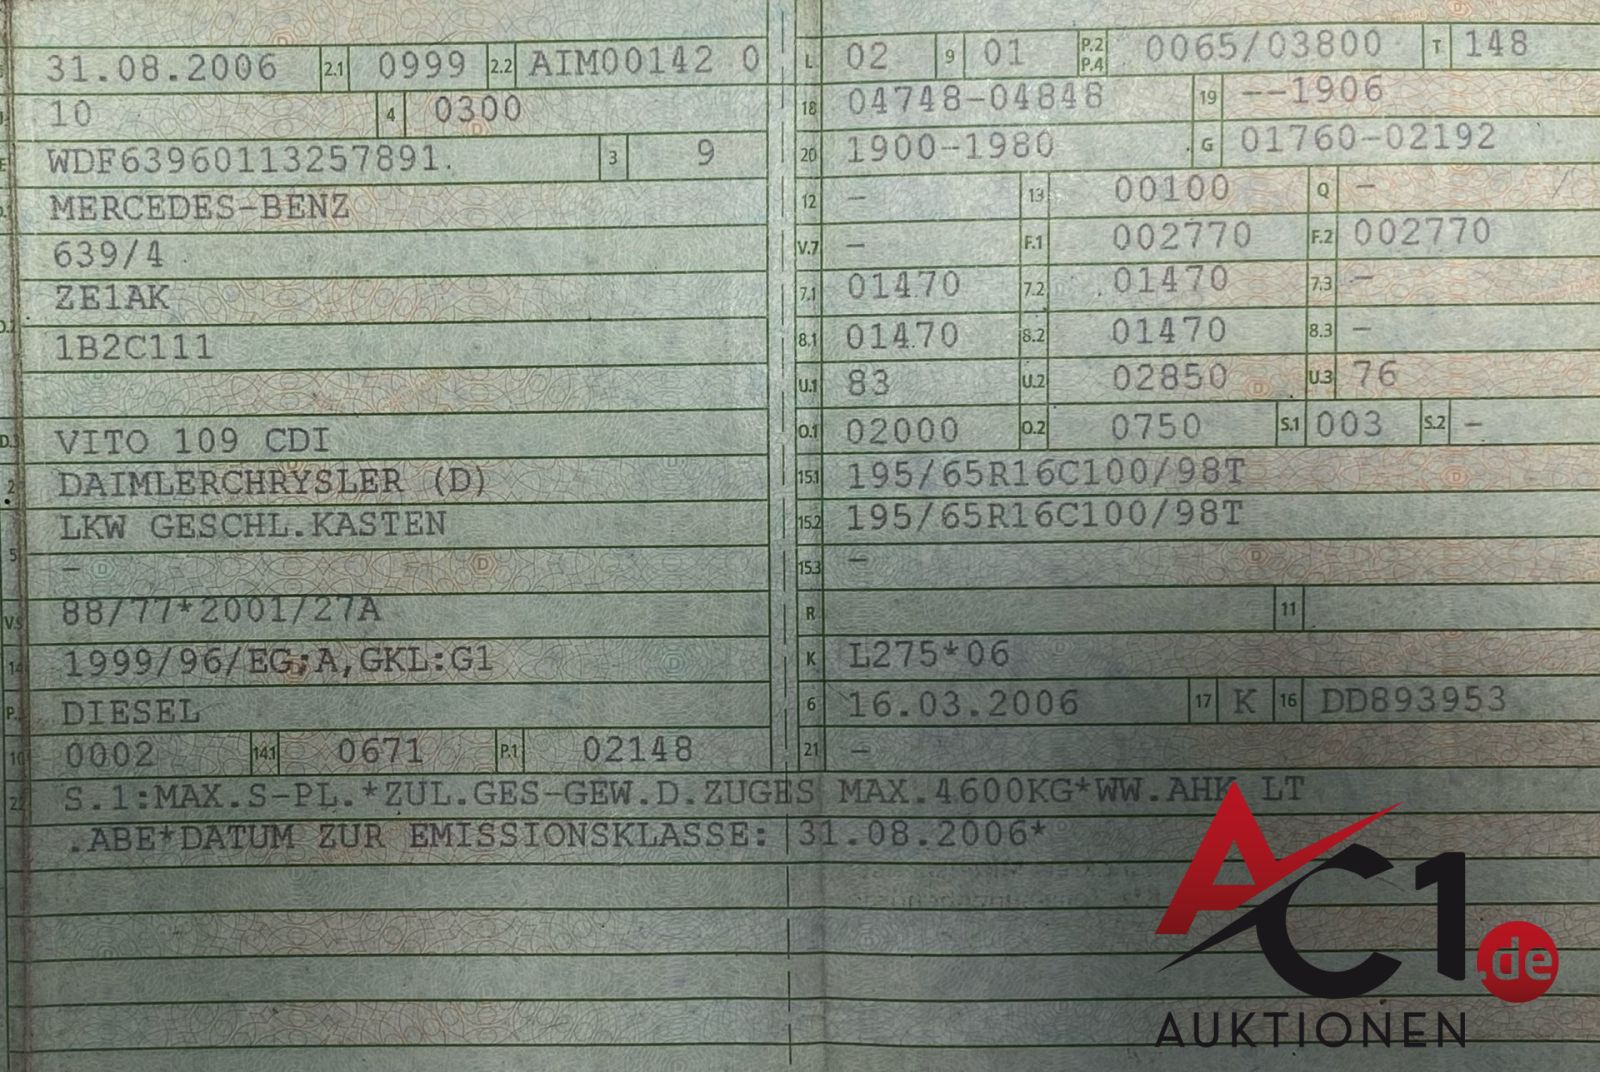 31.08.2006 2.1 0999 2.2 AIM00142 0
10 4 0300
WDF63960113257891. 3 9
MERCEDES-BENZ
639/4
ZE1AK
1B2C111
D.3 VITO 109 CDI
2 DAIMLERCHRYSLER (D)
LKW GESCHL.KASTEN
5 -
V.9 88/77*2001/27A
14 1999/96/EG;A,GKL:G1
P. DIESEL
10 0002 14.1 0671 P.1 02148
L 02 9 01 P.2 P.4 0065/03800 T 148
18 04748-04848 19 --1906
20 1900-1980 G 01760-02192
12 - 13 00100 Q -
V.7 - F.1 002770 F.2 002770
7.1 01470 7.2 01470 7.3 -
8.1 01470 8.2 01470 8.3 -
U.1 83 U.2 02850 U.3 76
O.1 02000 O.2 0750 S.1 003 S.2 -
15.1 195/65R16C100/98T
15.2 195/65R16C100/98T
15.3 -
R 11
K L275*06
6 16.03.2006 17 K 16 DD893953
21 -
22 S.1:MAX.S-PL.*ZUL.GES-GEW.D.ZUGES MAX.4600KG*WW.AHK LT
.ABE*DATUM ZUR EMISSIONSKLASSE: 31.08.2006*
AC1.de
AUKTIONEN